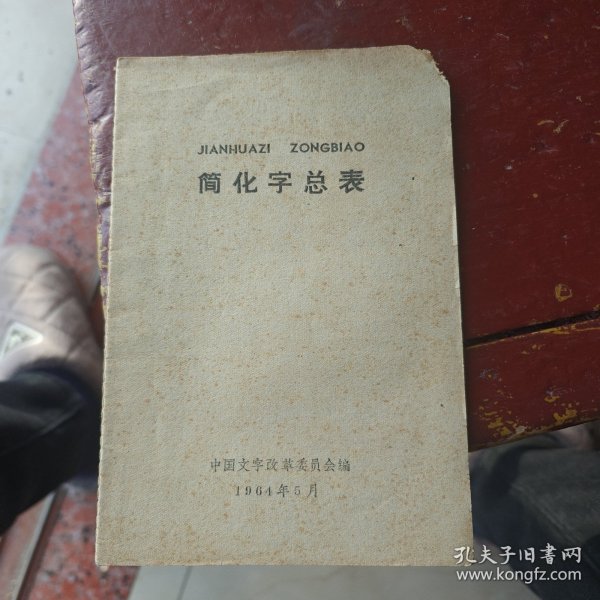 JIANHUAZI ZONGBIAO
简化字总表
中国文字改革委员会编
1964年5月
孔夫子旧书网
www.kongfz.com